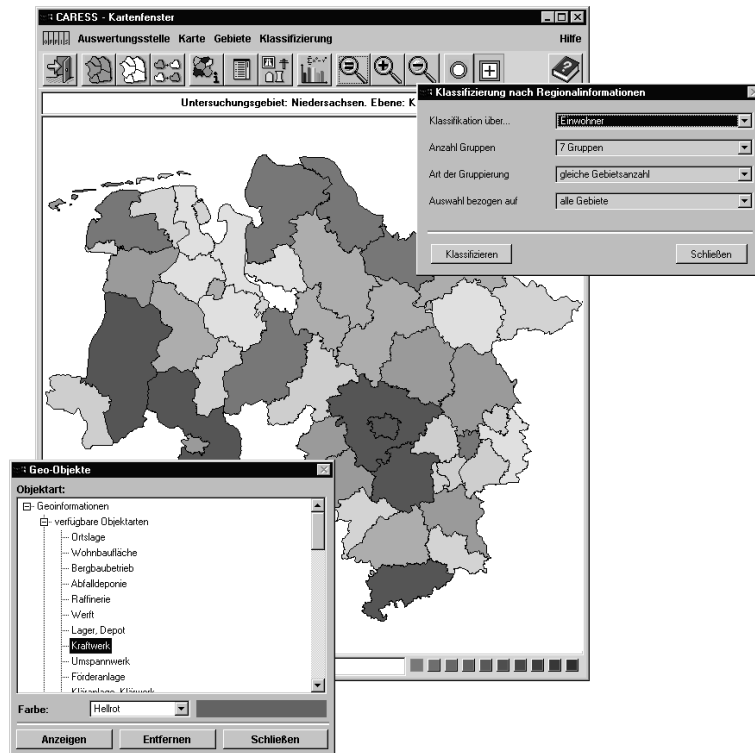 CARESS - Kartenfenster
Auswertungsstelle Karte Gebiete Klassifizierung Hilfe
Untersuchungsgebiet: Niedersachsen. Ebene: K
Klassifizierung nach Regionalinformationen
Klassifikation über... Einwohner
Anzahl Gruppen 7 Gruppen
Art der Gruppierung gleiche Gebietsanzahl
Auswahl bezogen auf alle Gebiete
Klassifizieren Schließen
Geo-Objekte
Objektart:
Geoinformationen
verfügbare Objektarten
Ortslage
Wohnbaufläche
Bergbaubetrieb
Abfalldeponie
Raffinerie
Werft
Lager, Depot
Kraftwerk
Umspannwerk
Förderanlage
Kläranlage, Klärwerk
Farbe: Hellrot
Anzeigen Entfernen Schließen